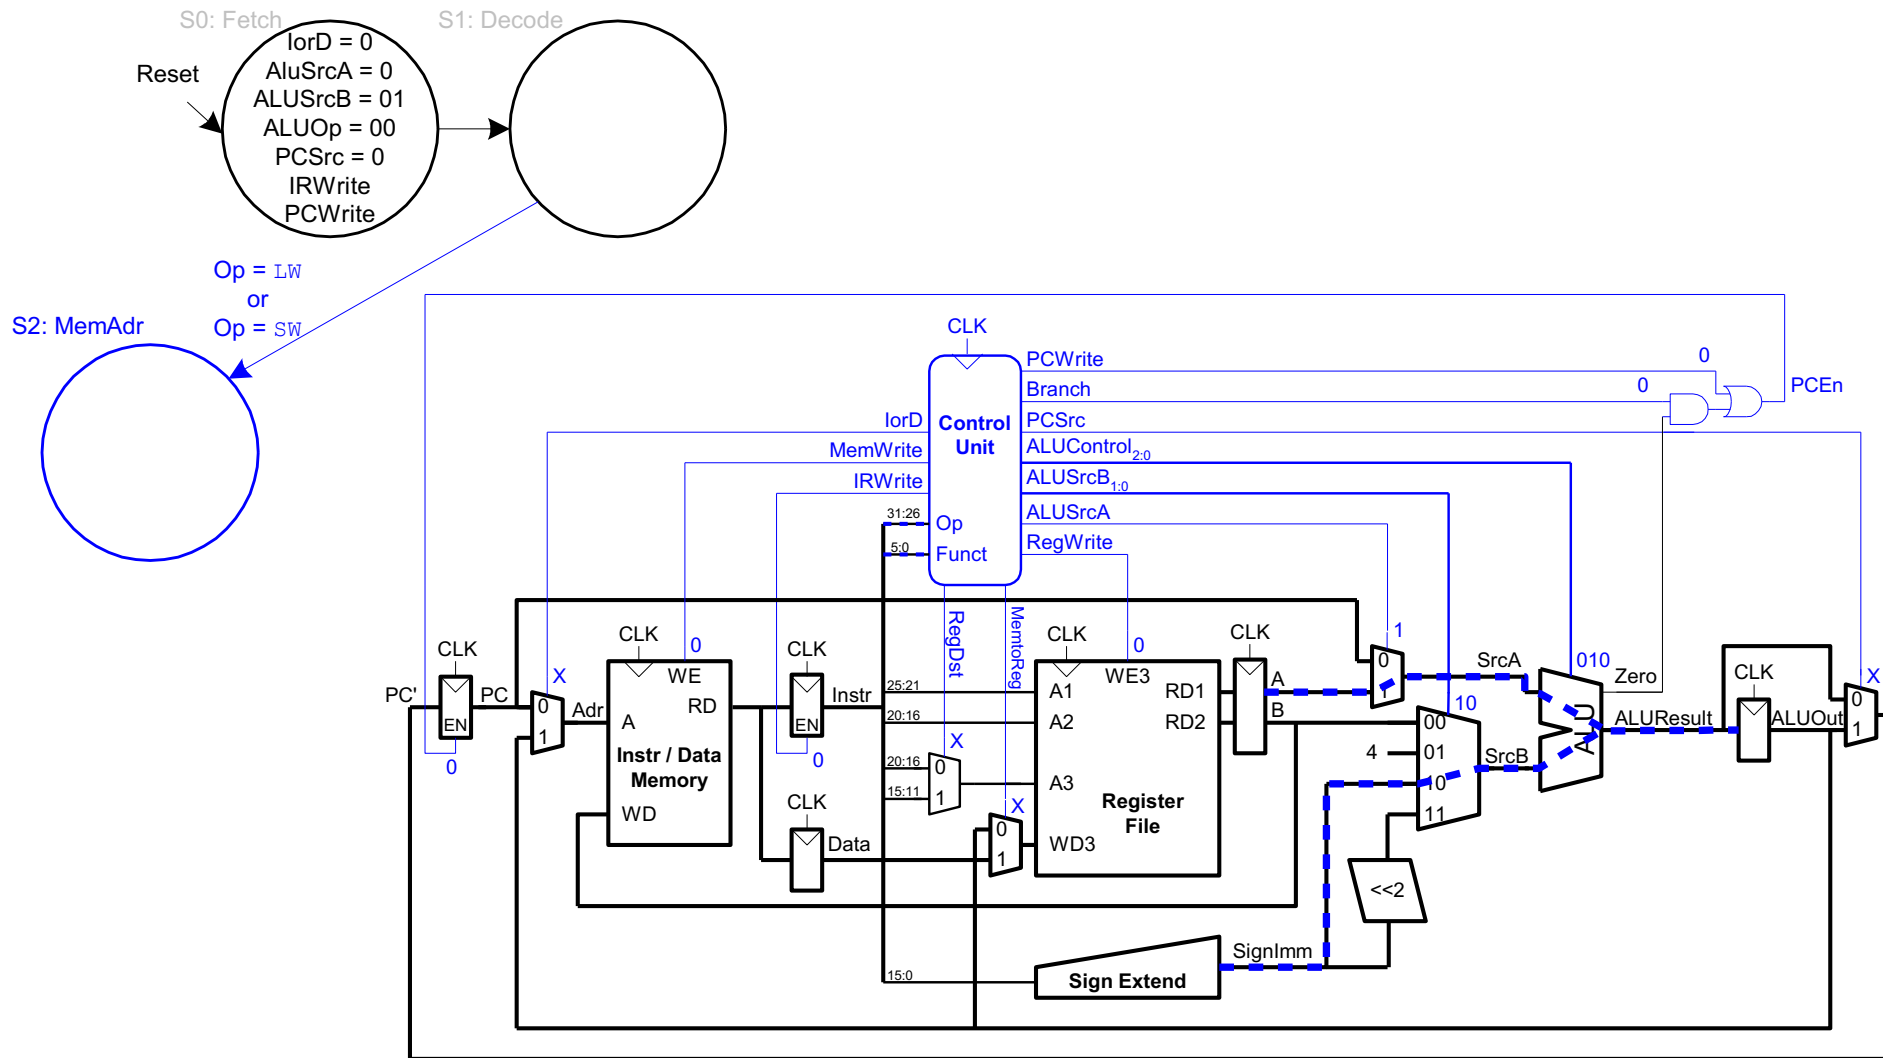 S0: Fetch
S1: Decode
Reset
IorD = 0
AluSrcA = 0
ALUSrcB = 01
ALUOp = 00
PCSrc = 0
IRWrite
PCWrite
Op = LW
or
Op = SW
S2: MemAdr
CLK
PCWrite
0
Branch
0
PCEn
IorD
Control
Unit
PCSrc
MemWrite
ALUControl2:0
IRWrite
ALUSrcB1:0
31:26
Op
ALUSrcA
5:0
Funct
RegWrite
RegDst
MemtoReg
CLK
CLK
CLK
CLK
CLK
CLK
PC'
PC
EN
0
X
0
1
Adr
WE
0
A
RD
Instr / Data
Memory
WD
EN
0
Instr
CLK
Data
25:21
20:16
20:16
15:11
X
0
1
X
0
1
A1
A2
A3
WD3
WE3
0
RD1
RD2
Register
File
A
B
1
0
1
SrcA
10
00
01
10
11
4
SrcB
010
ALU
Zero
ALUResult
ALUOut
X
0
1
<<2
SignImm
15:0
Sign Extend